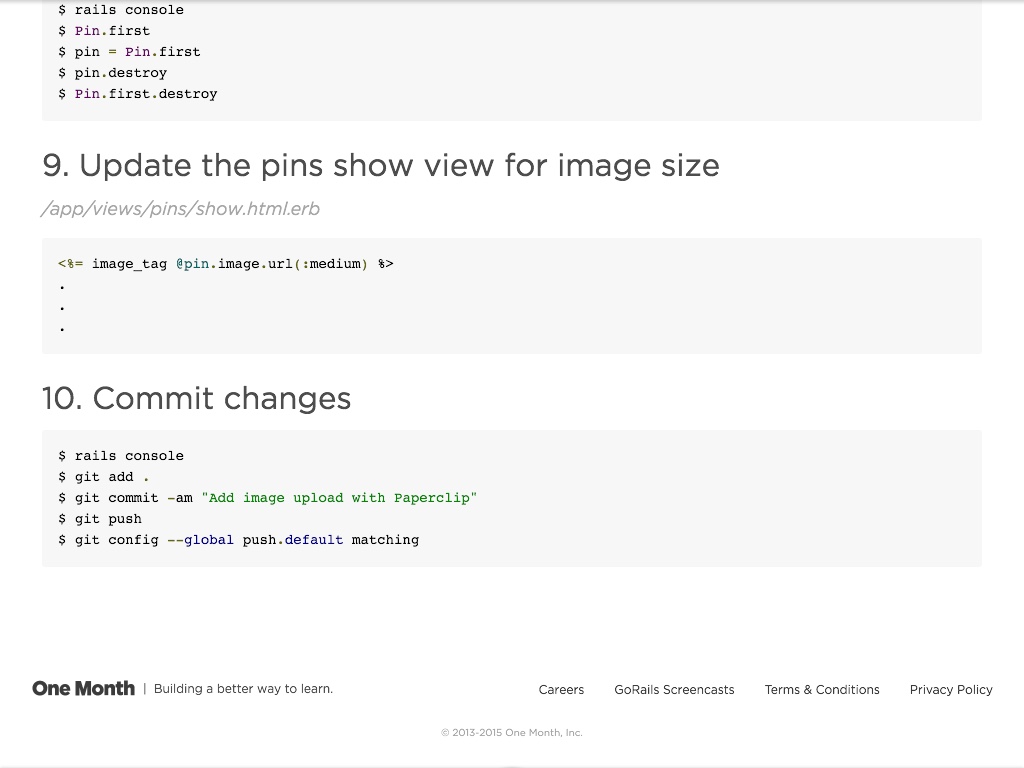 $ rails console
$ Pin.first
$ pin = Pin.first
$ pin.destroy
$ Pin.first.destroy
9. Update the pins show view for image size
/app/views/pins/show.html.erb
<%= image_tag @pin.image.url(:medium) %>
.
.
.
10. Commit changes
$ rails console
$ git add .
$ git commit -am "Add image upload with Paperclip"
$ git push
$ git config --global push.default matching
One Month | Building a better way to learn. Careers GoRails Screencasts Terms & Conditions Privacy Policy
© 2013-2015 One Month, Inc.